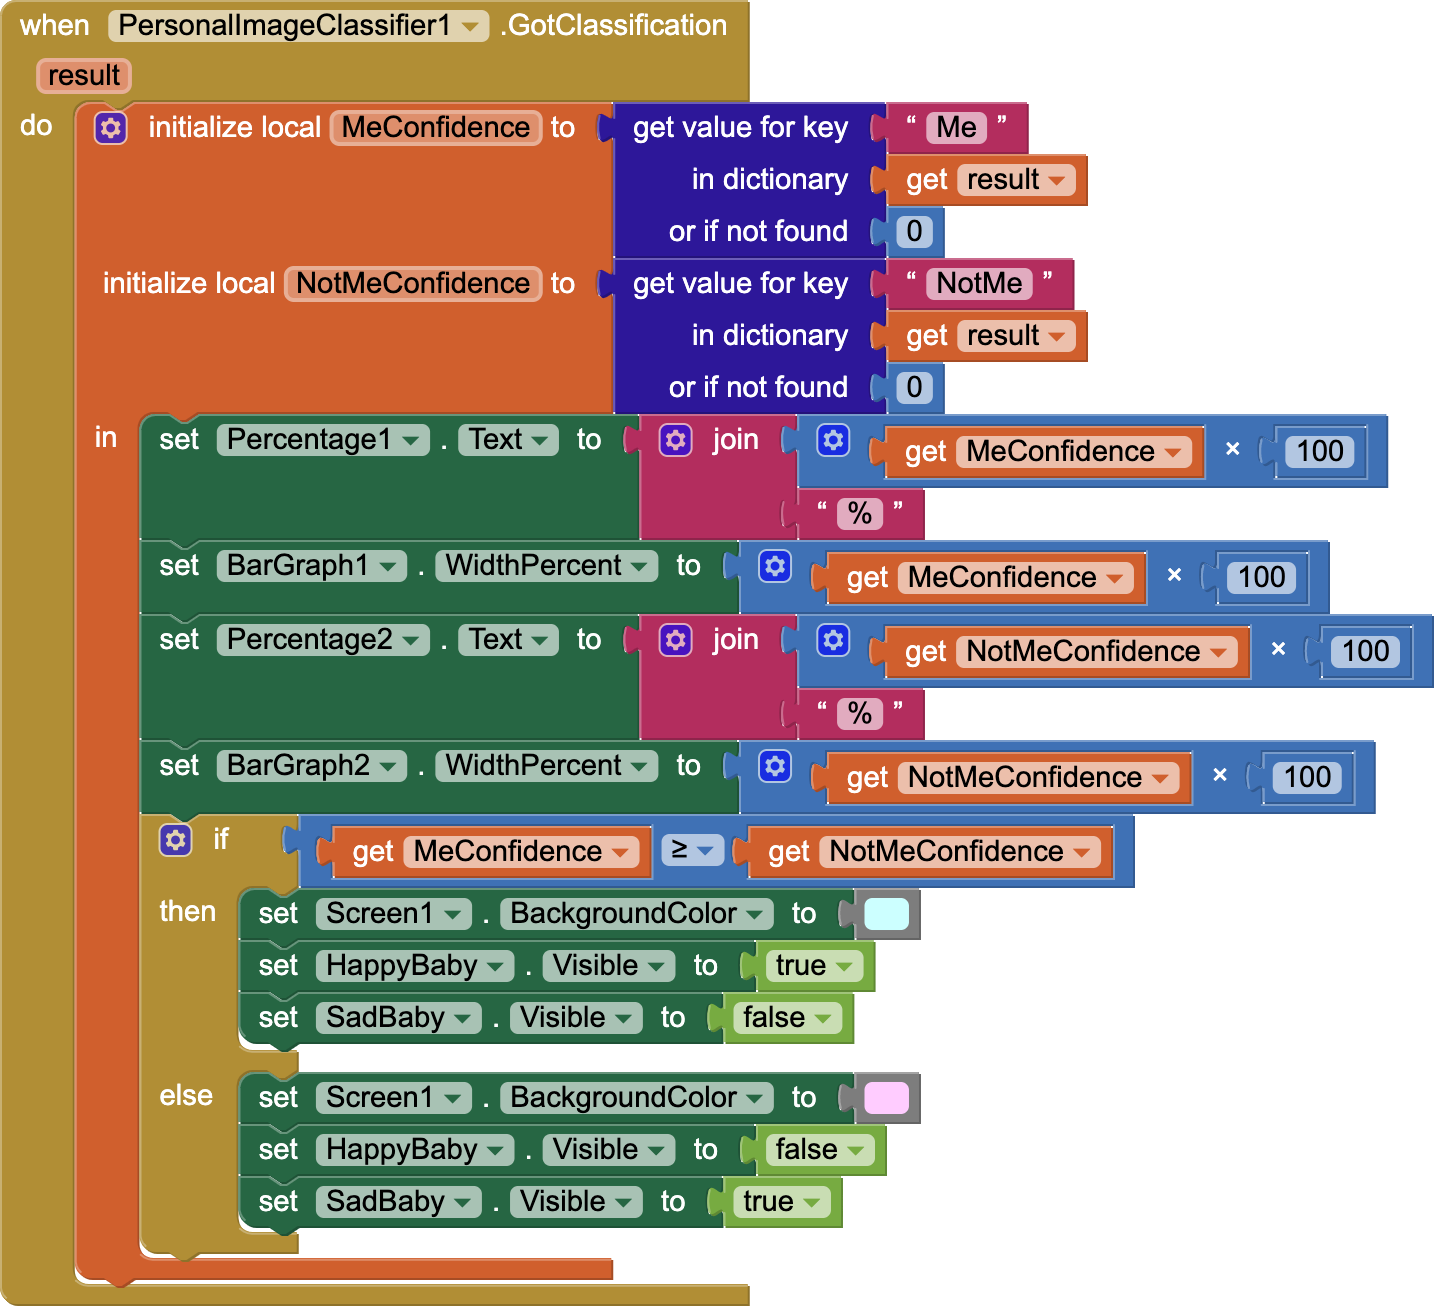 when PersonalImageClassifier1 .GotClassification
result
do initialize local MeConfidence to get value for key “ Me ”
in dictionary get result
or if not found 0
initialize local NotMeConfidence to get value for key “ NotMe ”
in dictionary get result
or if not found 0
in set Percentage1 . Text to join get MeConfidence × 100
“ % ”
set BarGraph1 . WidthPercent to get MeConfidence × 100
set Percentage2 . Text to join get NotMeConfidence × 100
“ % ”
set BarGraph2 . WidthPercent to get NotMeConfidence × 100
if get MeConfidence ≥ get NotMeConfidence
then set Screen1 . BackgroundColor to
set HappyBaby . Visible to true
set SadBaby . Visible to false
else set Screen1 . BackgroundColor to
set HappyBaby . Visible to false
set SadBaby . Visible to true